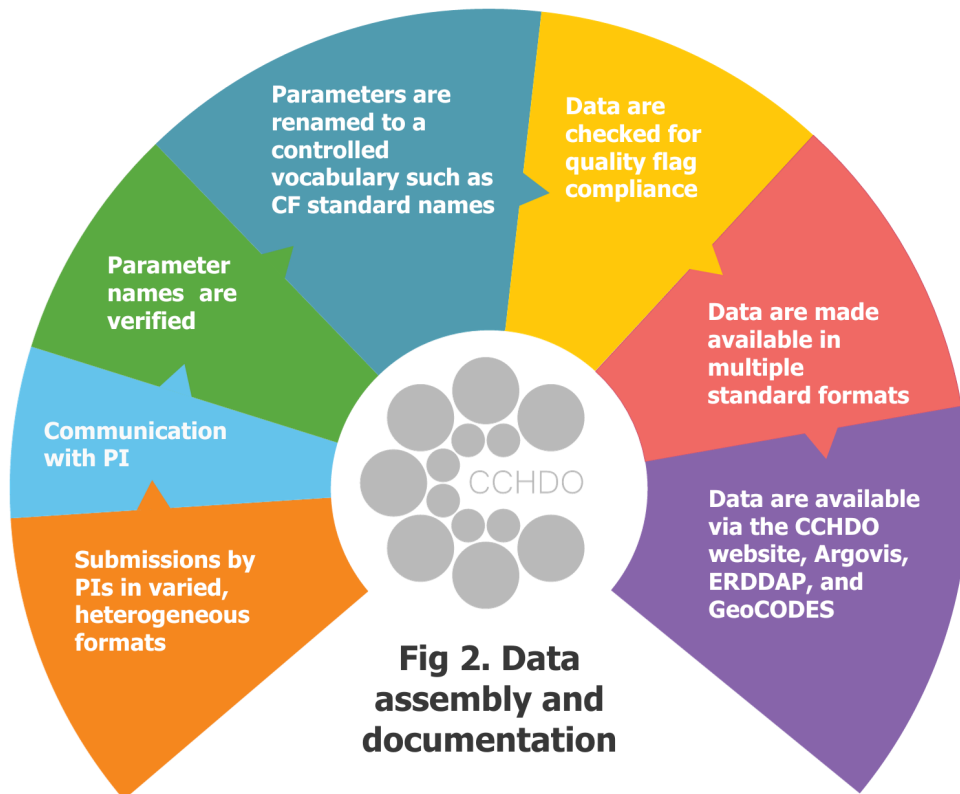 Submissions by
PIs in varied,
heterogeneous
formats
Communication
with PI
Parameter
names are
verified
Parameters are
renamed to a
controlled
vocabulary such as
CF standard names
Data are
checked for
quality flag
compliance
Data are made
available in
multiple
standard formats
Data are available
via the CCHDO
website, Argovis,
ERDDAP, and
GeoCODES
CCHDO
Fig 2. Data
assembly and
documentation